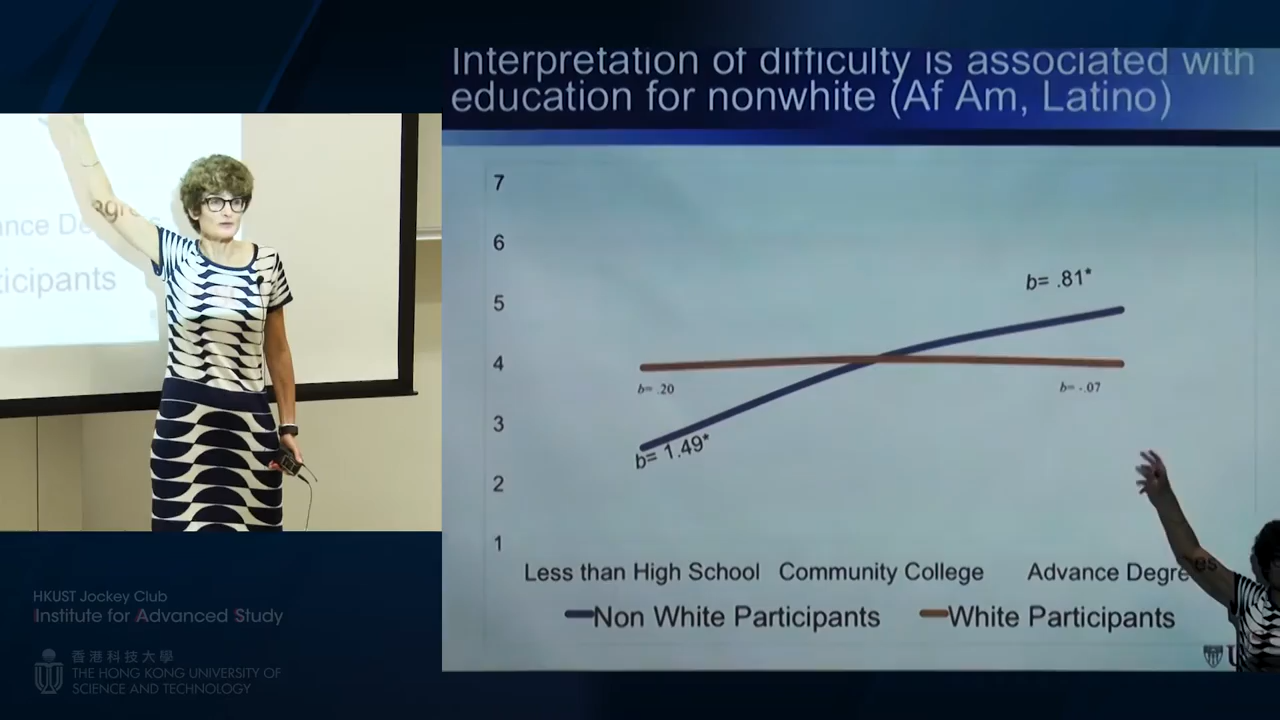 Interpretation of difficulty is associated with
education for nonwhite (Af Am, Latino)
7
6
5
4
3
2
1
b= .81*
b= .20
b= -.07
b= 1.49*
Less than High School Community College Advance Degrees
Non White Participants White Participants
ance De
agrees
ticipants
HKUST Jockey Club
Institute for Advanced Study
香港科技大學
THE HONG KONG UNIVERSITY OF
SCIENCE AND TECHNOLOGY